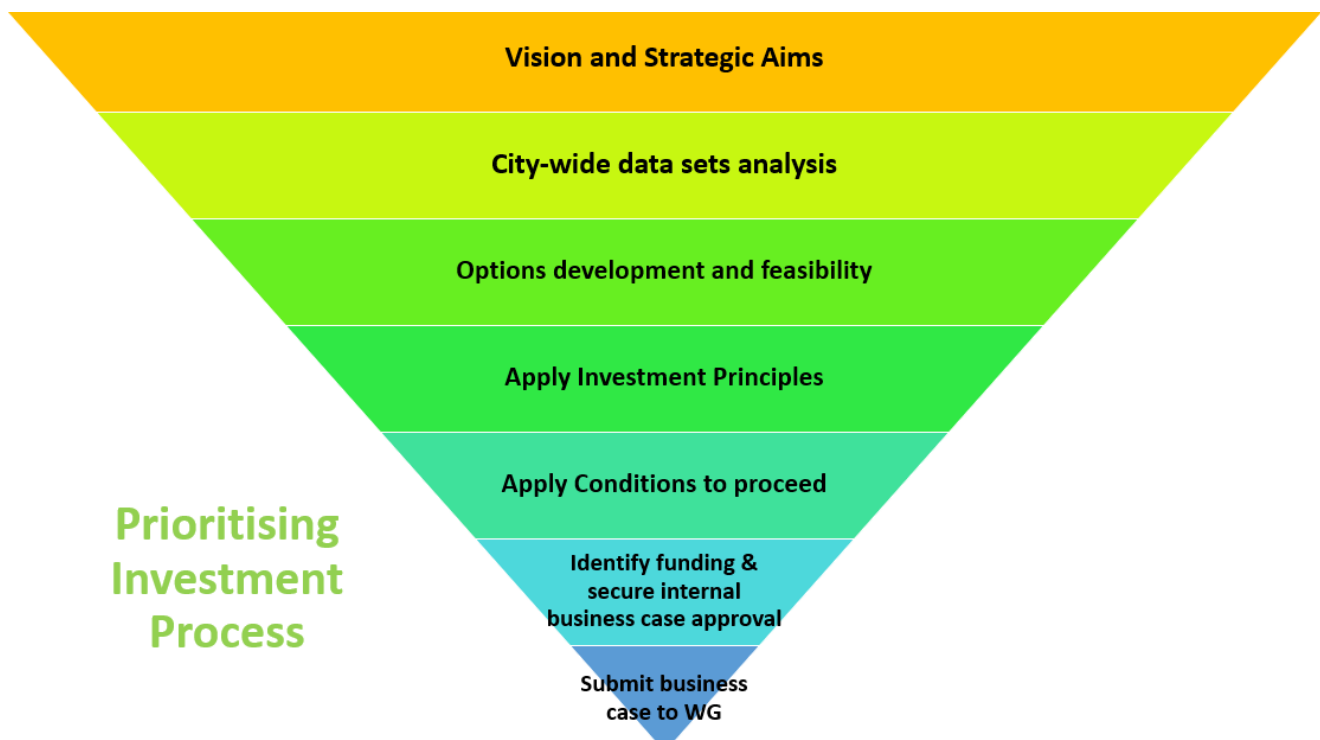 Vision and Strategic Aims
City-wide data sets analysis
Options development and feasibility
Apply Investment Principles
Apply Conditions to proceed
Identify funding &
secure internal
business case approval
Submit business
case to WG
Prioritising
Investment
Process